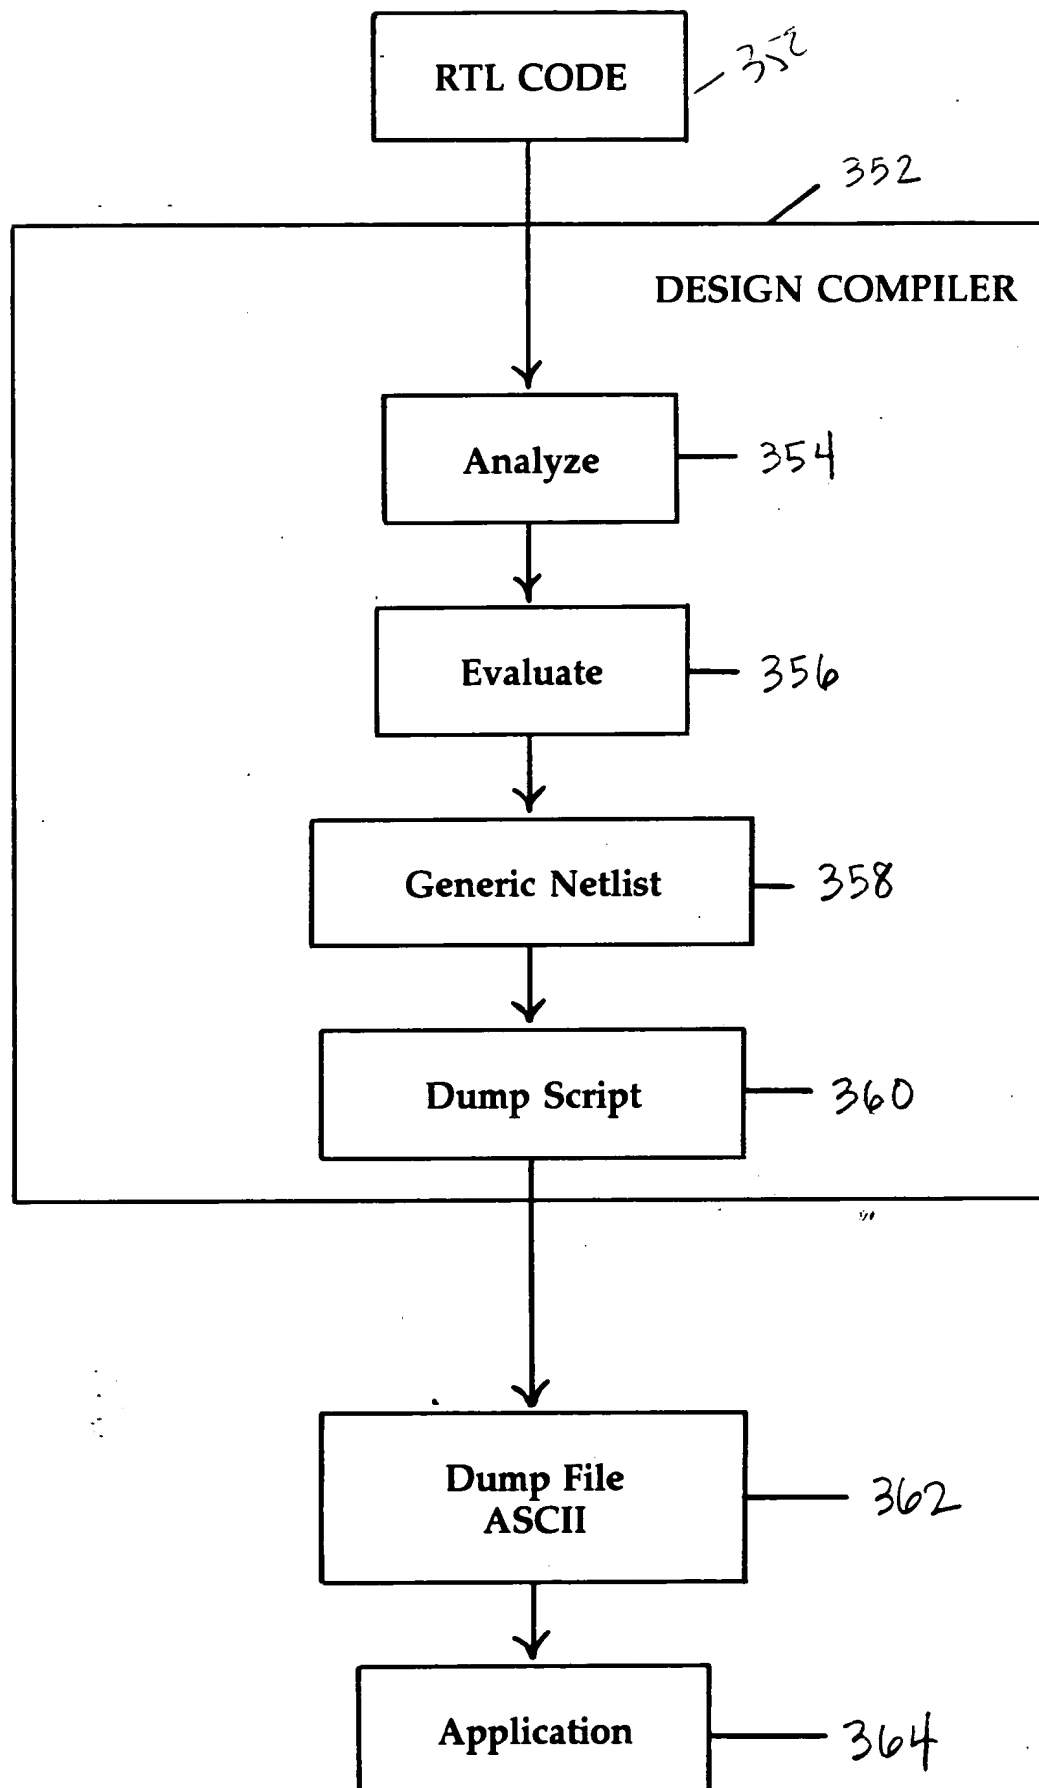 RTL CODE
352
DESIGN COMPILER
Analyze
354
Evaluate
356
Generic Netlist
358
Dump Script
360
Dump File
ASCII
362
Application
364